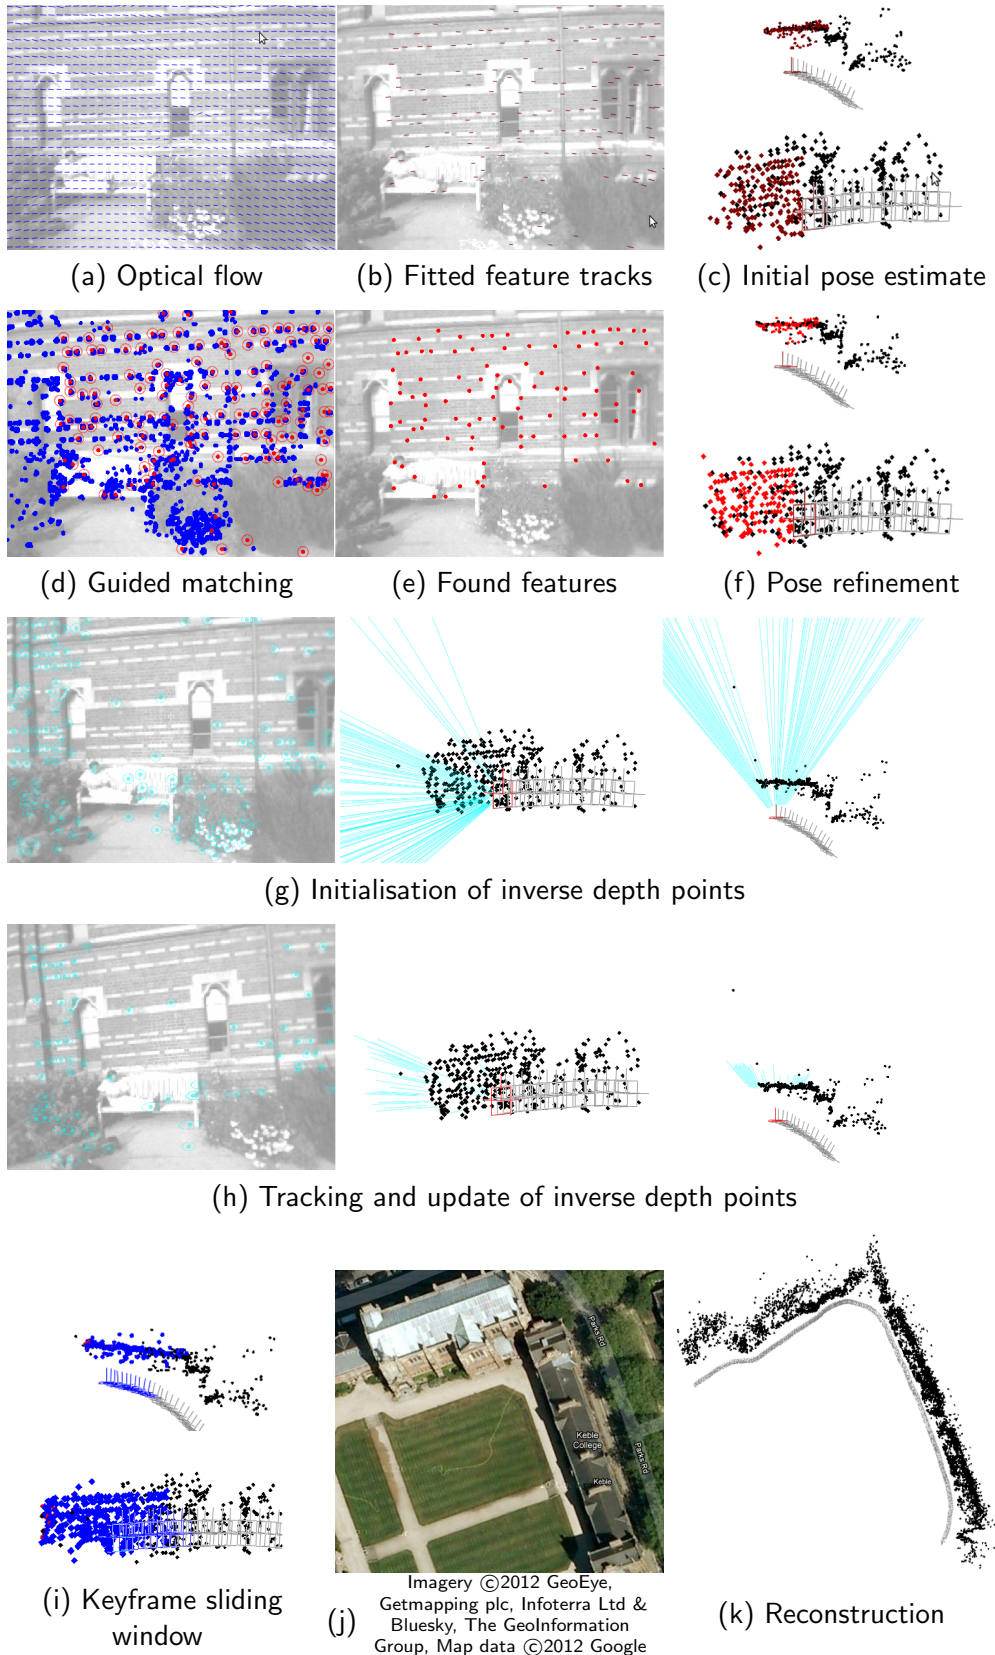 (a) Optical flow
(b) Fitted feature tracks
(c) Initial pose estimate
(d) Guided matching
(e) Found features
(f) Pose refinement
(g) Initialisation of inverse depth points
(h) Tracking and update of inverse depth points
Parks Rd
Keble
College
Parks Rd
Keble
(i) Keyframe sliding
window
(j)
Imagery ©2012 GeoEye,
Getmapping plc, Infoterra Ltd &
Bluesky, The GeoInformation
Group, Map data ©2012 Google
(k) Reconstruction